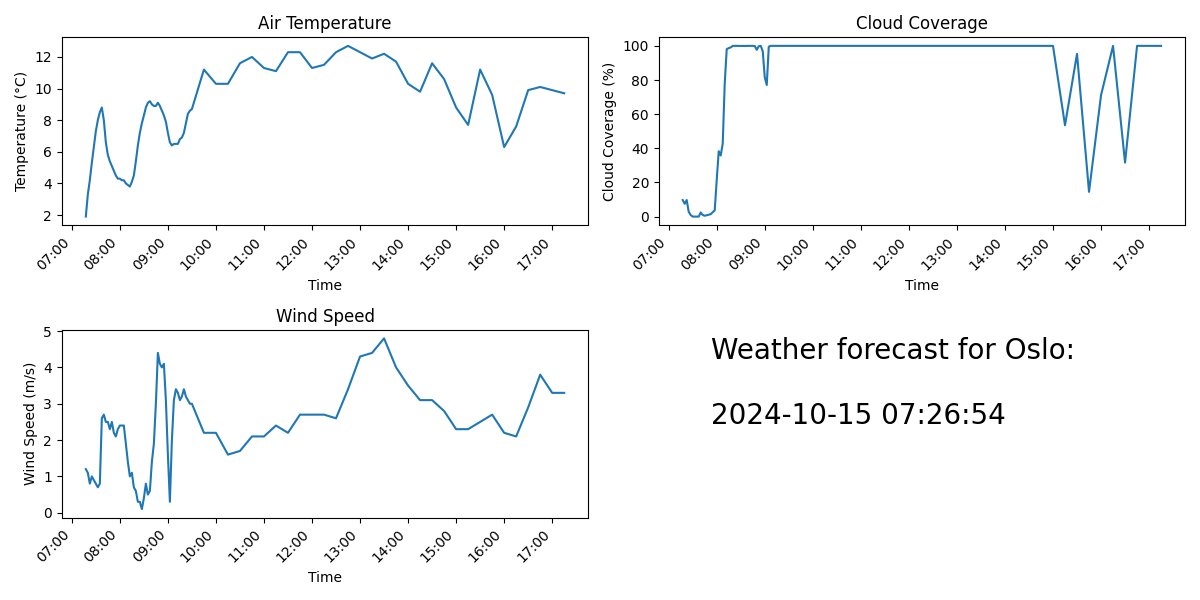 Air Temperature
Temperature (°C)
12
10
8
6
4
2
07:00 08:00 09:00 10:00 11:00 12:00 13:00 14:00 15:00 16:00 17:00
Time
Cloud Coverage
Cloud Coverage (%)
100
80
60
40
20
0
07:00 08:00 09:00 10:00 11:00 12:00 13:00 14:00 15:00 16:00 17:00
Time
Wind Speed
Wind Speed (m/s)
5
4
3
2
1
0
07:00 08:00 09:00 10:00 11:00 12:00 13:00 14:00 15:00 16:00 17:00
Time
Weather forecast for Oslo:
2024-10-15 07:26:54